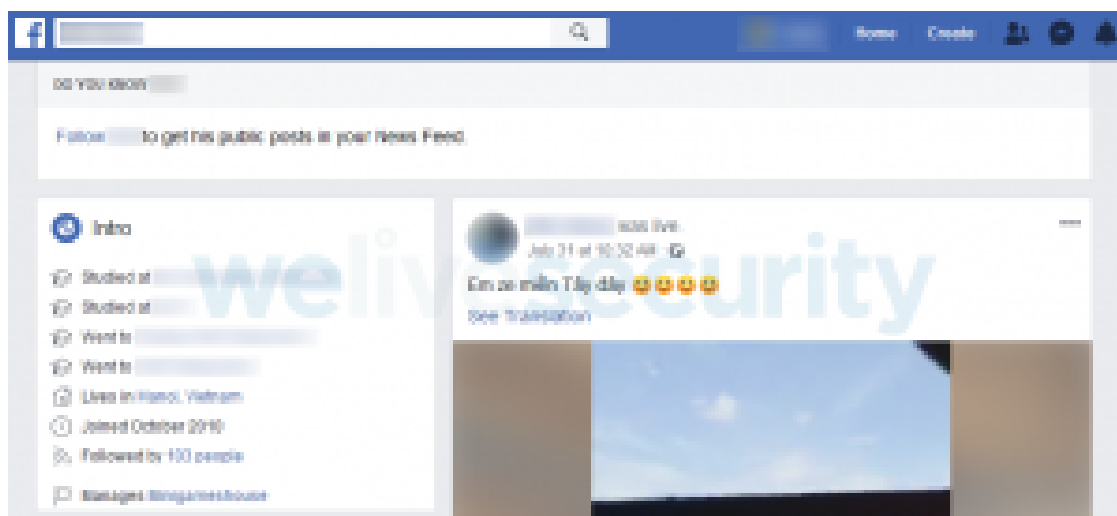 f
Home Create
DO YOU KNOW
Follow to get his public posts in your News Feed.
Intro
Studied at
Studied at
Went to
Went to
Lives in Hanoi, Vietnam
Joined October 2010
Followed by 100 people
Manages Minigameshouse
was live.
July 31 at 10:32 AM
Em ze miền Tây đây
See Translation
welivesecurity